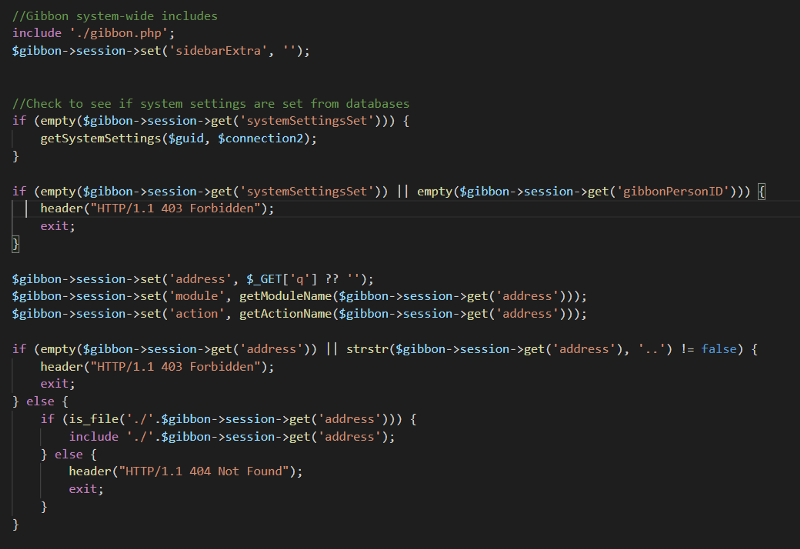 //Gibbon system-wide includes
include './gibbon.php';
$gibbon->session->set('sidebarExtra', '');
//Check to see if system settings are set from databases
if (empty($gibbon->session->get('systemSettingsSet'))) {
getSystemSettings($guid, $connection2);
}
if (empty($gibbon->session->get('systemSettingsSet')) || empty($gibbon->session->get('gibbonPersonID'))) {
header("HTTP/1.1 403 Forbidden");
exit;
}
$gibbon->session->set('address', $_GET['q'] ?? '');
$gibbon->session->set('module', getModuleName($gibbon->session->get('address')));
$gibbon->session->set('action', getActionName($gibbon->session->get('address')));
if (empty($gibbon->session->get('address')) || strstr($gibbon->session->get('address'), '..') != false) {
header("HTTP/1.1 403 Forbidden");
exit;
} else {
if (is_file('./'.$gibbon->session->get('address'))) {
include './'.$gibbon->session->get('address');
} else {
header("HTTP/1.1 404 Not Found");
exit;
}
}